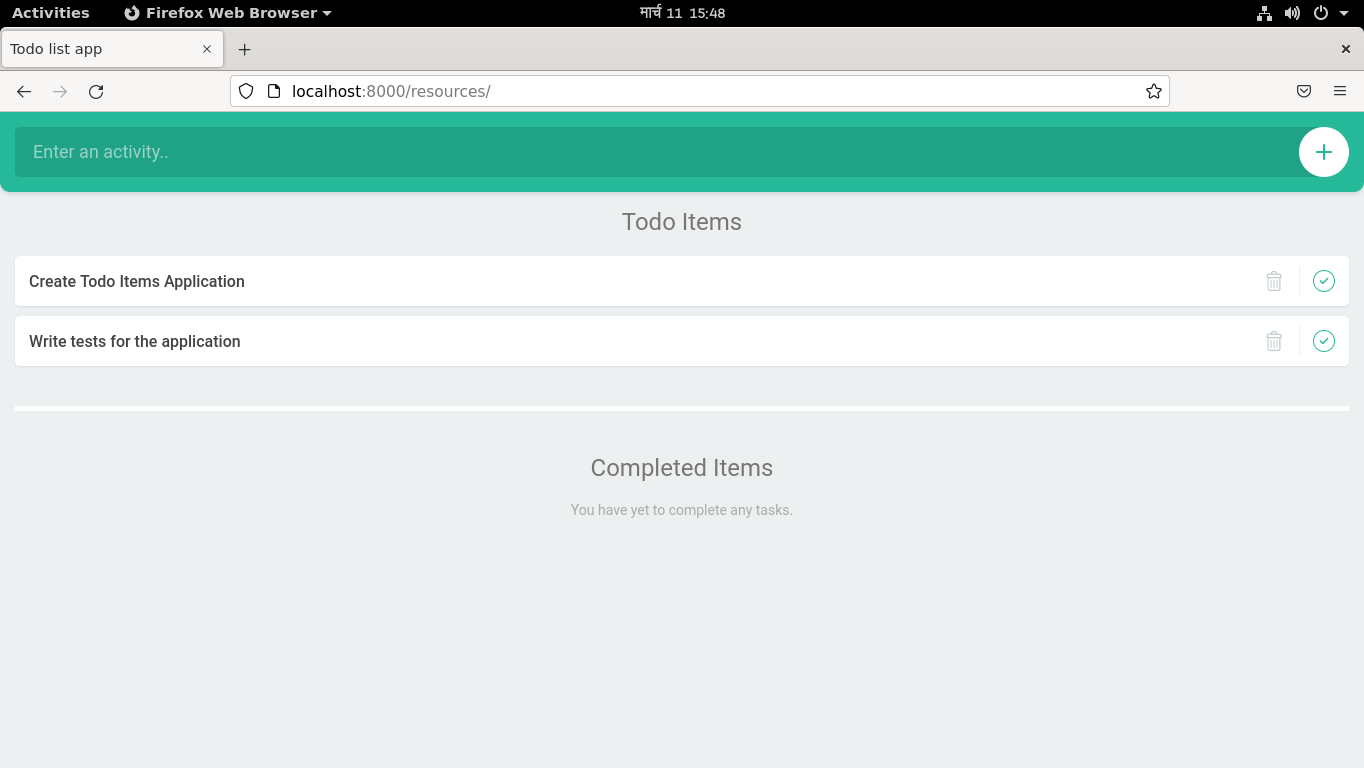 Activities Firefox Web Browser मार्च 11 15:48
Todo list app
localhost:8000/resources/
Enter an activity..
Todo Items
Create Todo Items Application
Write tests for the application
Completed Items
You have yet to complete any tasks.